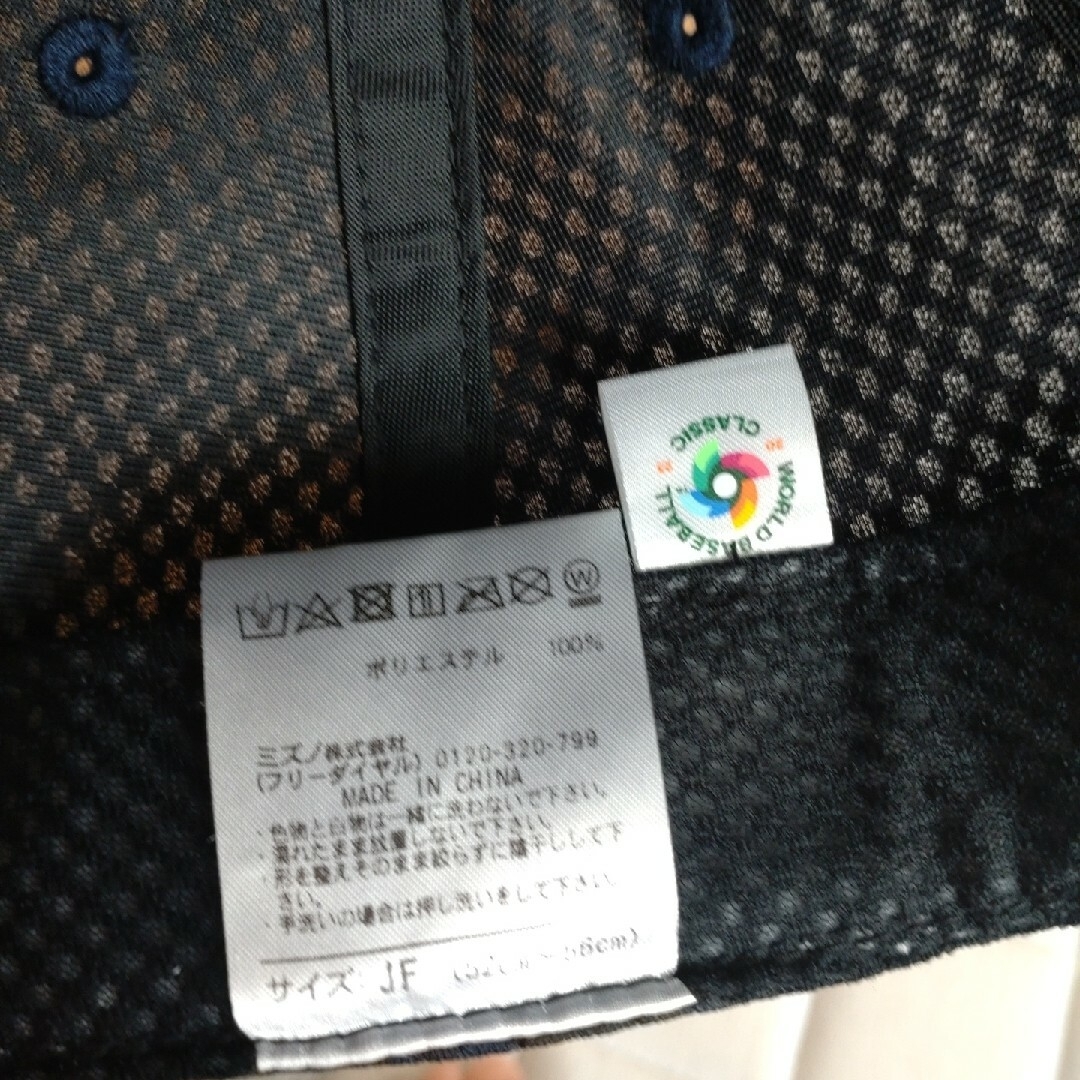 WORLD BASEBALL CLASSIC
20 23
W
ポリエステル 100%
ミズノ株式会社
(フリーダイヤル) 0120-320-799
MADE IN CHINA
・色物と白物は一緒に洗わないで下さい。
・濡れたまま放置しないで下さい。
・形を整えそのまま絞らずに陰干しして下
さい。
・手洗いの場合は押し洗いをして下さい。
サイズ: JF (52cm～56cm)